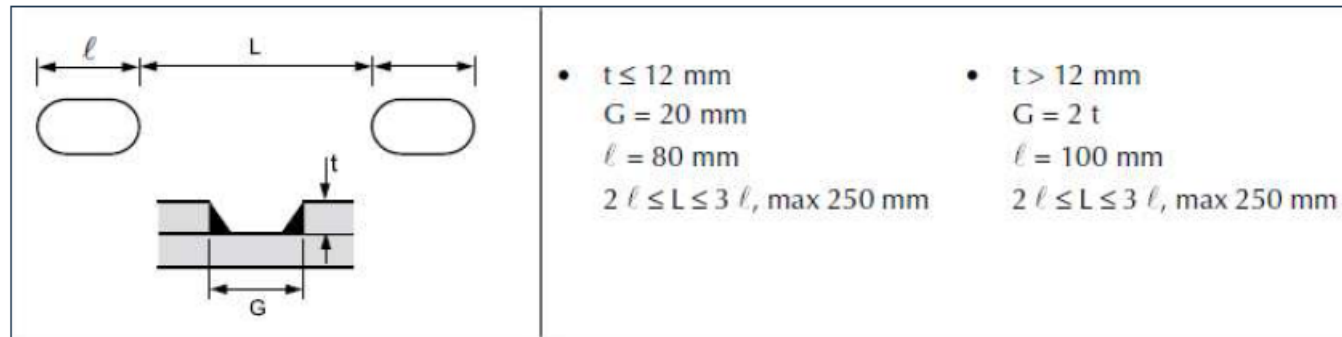 ℓ
L
t
G
• t ≤ 12 mm
G = 20 mm
ℓ = 80 mm
2 ℓ ≤ L ≤ 3 ℓ, max 250 mm
• t > 12 mm
G = 2 t
ℓ = 100 mm
2 ℓ ≤ L ≤ 3 ℓ, max 250 mm